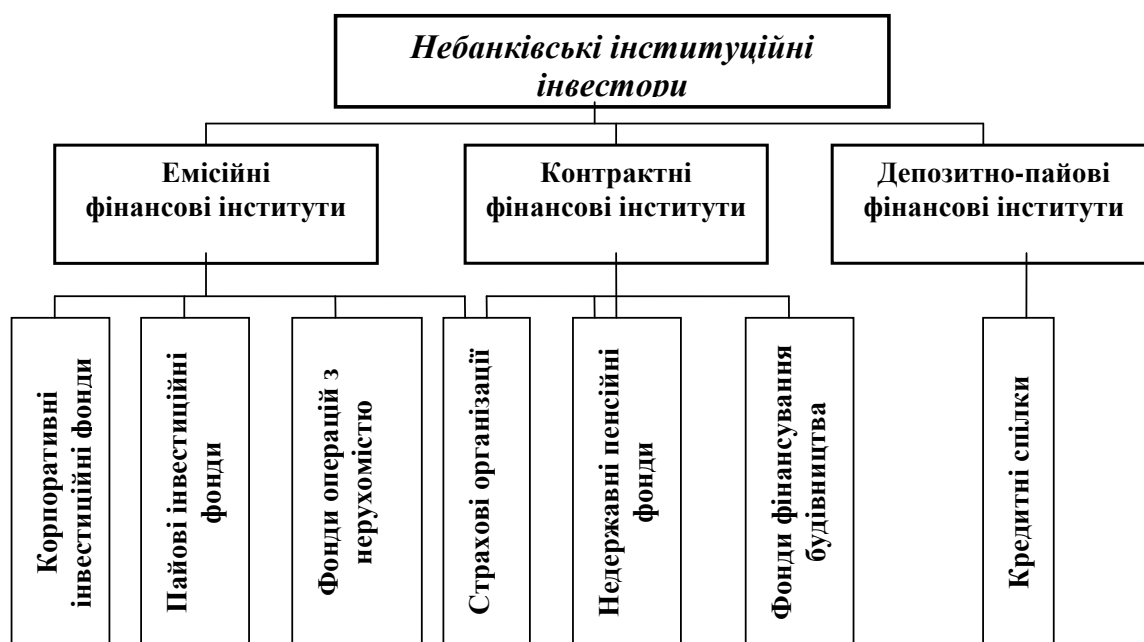 Небанківські інституційні
інвестори
Емісійні
фінансові інститути
Контрактні
фінансові інститути
Депозитно-пайові
фінансові інститути
Корпоративні
інвестиційні фонди
Пайові інвестиційні
фонди
Фонди операцій з
нерухомістю
Страхові організації
Недержавні пенсійні
фонди
Фонди фінансування
будівництва
Кредитні спілки